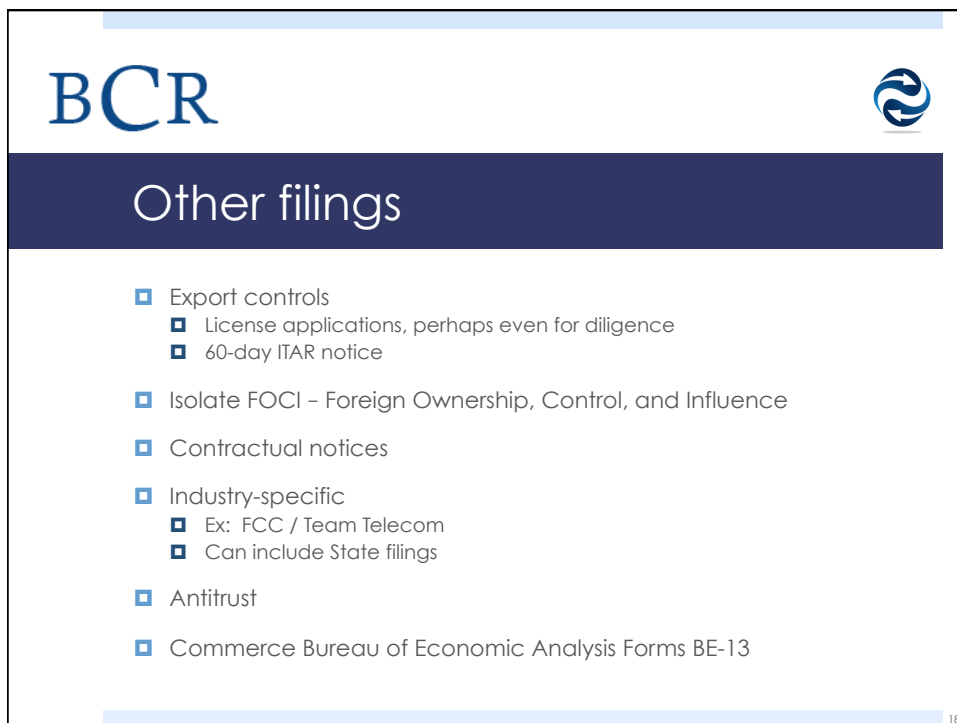 BCR
Other filings
Export controls
License applications, perhaps even for diligence
60-day ITAR notice
Isolate FOCI – Foreign Ownership, Control, and Influence
Contractual notices
Industry-specific
Ex: FCC / Team Telecom
Can include State filings
Antitrust
Commerce Bureau of Economic Analysis Forms BE-13
18